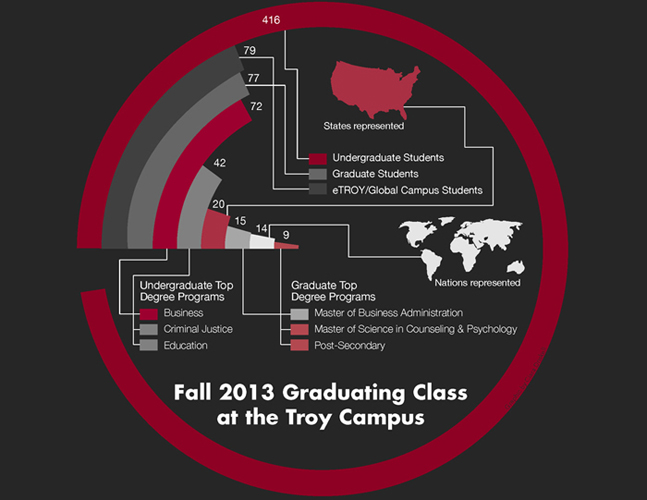 416
79
77
72
42
20
15
14
9
States represented
Undergraduate Students
Graduate Students
eTROY/Global Campus Students
Nations represented
Undergraduate Top
Degree Programs
Business
Criminal Justice
Education
Graduate Top
Degree Programs
Master of Business Administration
Master of Science in Counseling & Psychology
Post-Secondary
Fall 2013 Graduating Class
at the Troy Campus